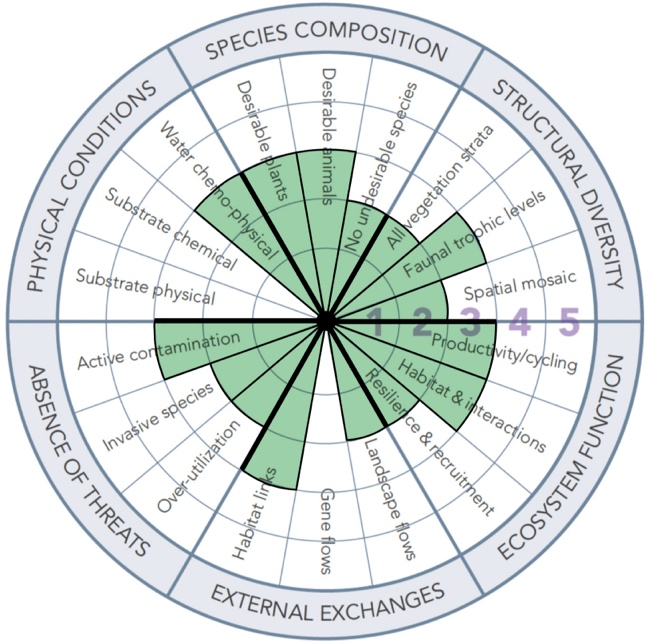 SPECIES COMPOSITION
STRUCTURAL DIVERSITY
ECOSYSTEM FUNCTION
EXTERNAL EXCHANGES
ABSENCE OF THREATS
PHYSICAL CONDITIONS
Desirable plants
Desirable animals
No undesirable species
All vegetation strata
Faunal trophic levels
Spatial mosaic
1 2 3 4 5
Productivity/cycling
Habitat & interactions
Resilience & recruitment
Landscape flows
Gene flows
Habitat links
Over-utilization
Invasive species
Active contamination
Substrate physical
Substrate chemical
Water chemo-physical